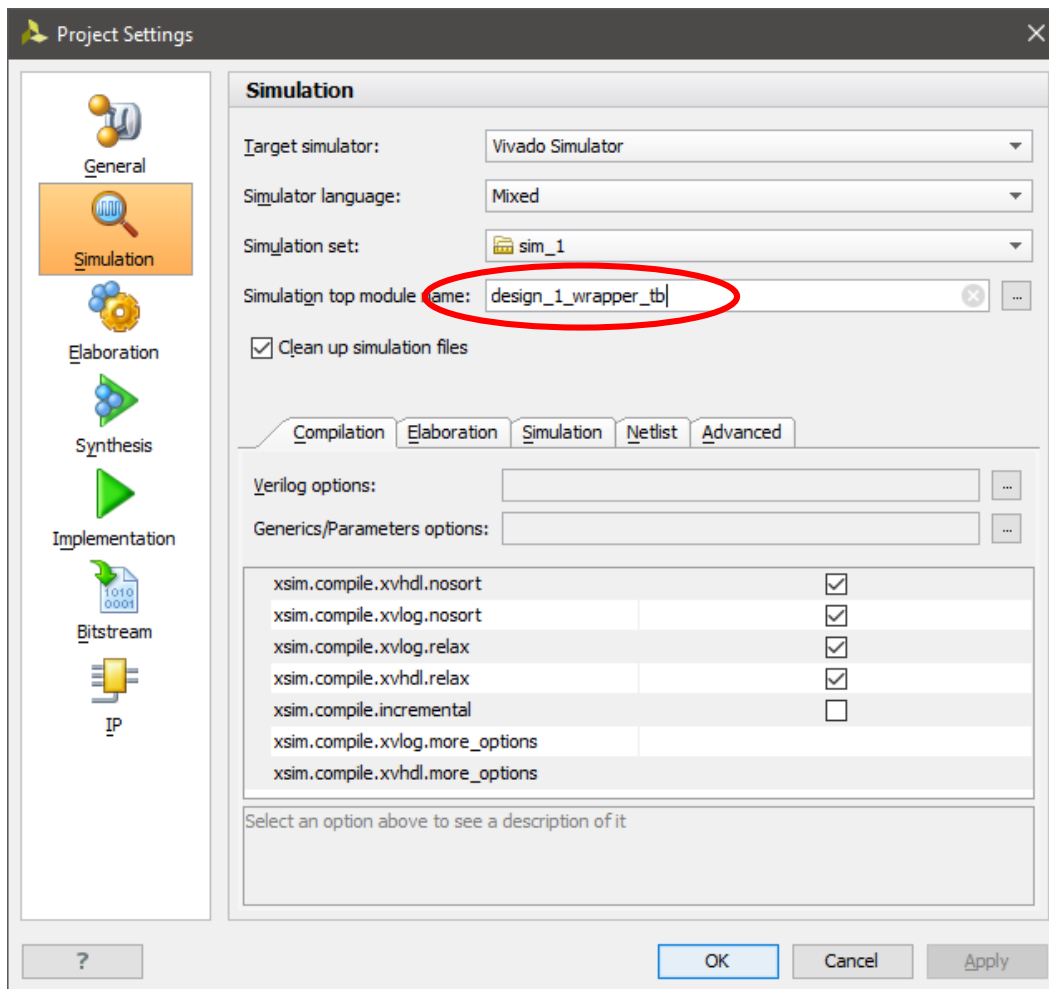 Project Settings
General
Simulation
Elaboration
Synthesis
Implementation
1010
0001
Bitstream
IP
Simulation
Target simulator: Vivado Simulator
Simulator language: Mixed
Simulation set: sim_1
Simulation top module name: design_1_wrapper_tb ...
Clean up simulation files
Compilation Elaboration Simulation Netlist Advanced
Verilog options: ...
Generics/Parameters options: ...
xsim.compile.xvhdl.nosort
xsim.compile.xvlog.nosort
xsim.compile.xvlog.relax
xsim.compile.xvhdl.relax
xsim.compile.incremental
xsim.compile.xvlog.more_options
xsim.compile.xvhdl.more_options
Select an option above to see a description of it
? OK Cancel Apply